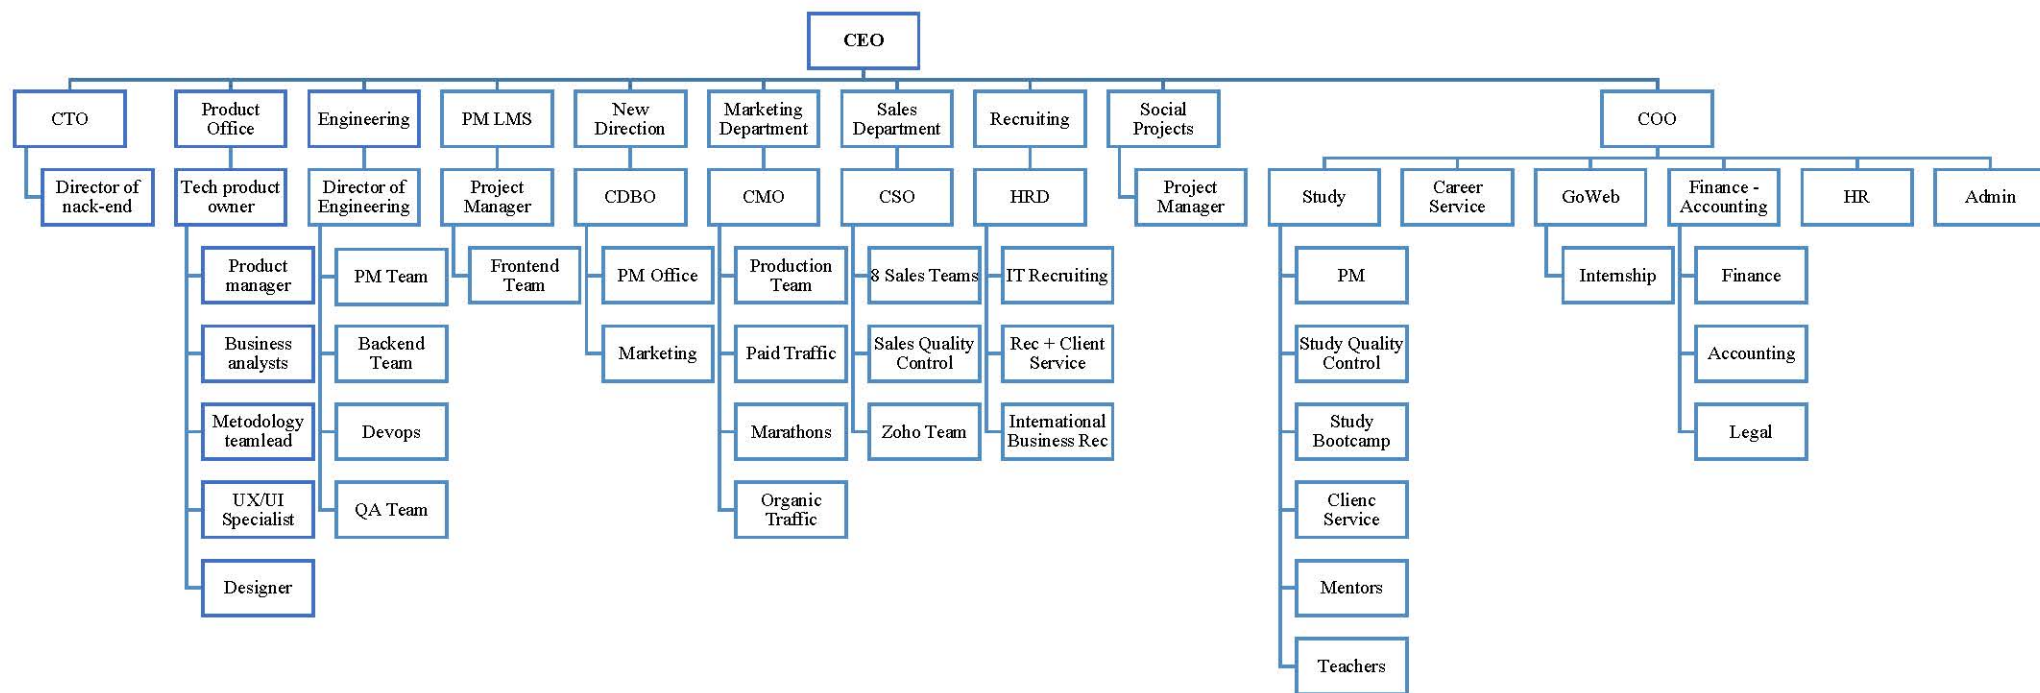 CEO
CTO
Product
Office
Engineering
PM LMS
New
Direction
Marketing
Department
Sales
Department
Recruiting
Social
Projects
COO
Director of
nack-end
Tech product
owner
Director of
Engineering
Project
Manager
CDBO
CMO
CSO
HRD
Project
Manager
Study
Career
Service
GoWeb
Finance -
Accounting
HR
Admin
Product
manager
PM Team
Frontend
Team
PM Office
Production
Team
8 Sales Teams
IT Recruiting
PM
Internship
Finance
Business
analysts
Backend
Team
Marketing
Paid Traffic
Sales Quality
Control
Rec + Client
Service
Study Quality
Control
Accounting
Metodology
teamlead
Devops
Marathons
Zoho Team
International
Business Rec
Study
Bootcamp
Legal
UX/UI
Specialist
QA Team
Organic
Traffic
Clienc
Service
Designer
Mentors
Teachers